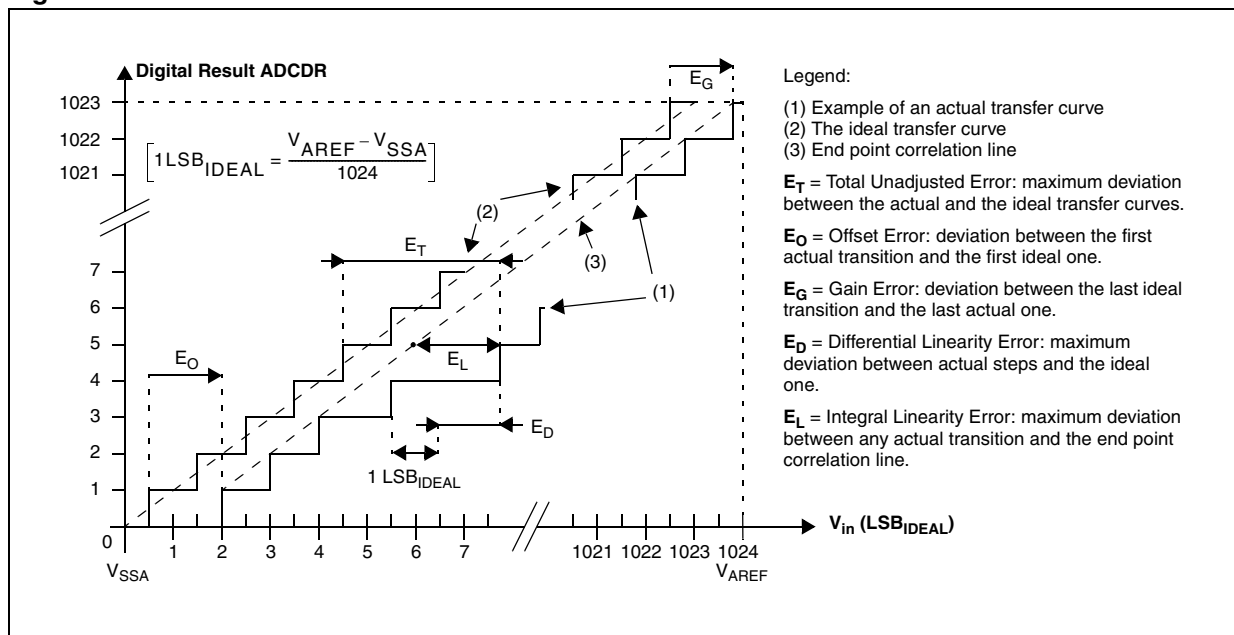 Digital Result ADCDR
1023
1022
1021
7
6
5
4
3
2
1
0
[1LSB_IDEAL = (V_AREF – V_SSA) / 1024]
E_G
(2)
E_T
(3)
(1)
E_O
E_L
E_D
1 LSB_IDEAL
1 2 3 4 5 6 7 1021 1022 1023 1024
V_in (LSB_IDEAL)
V_SSA
V_AREF
Legend:
(1) Example of an actual transfer curve
(2) The ideal transfer curve
(3) End point correlation line
E_T = Total Unadjusted Error: maximum deviation
between the actual and the ideal transfer curves.
E_O = Offset Error: deviation between the first
actual transition and the first ideal one.
E_G = Gain Error: deviation between the last ideal
transition and the last actual one.
E_D = Differential Linearity Error: maximum
deviation between actual steps and the ideal
one.
E_L = Integral Linearity Error: maximum deviation
between any actual transition and the end point
correlation line.